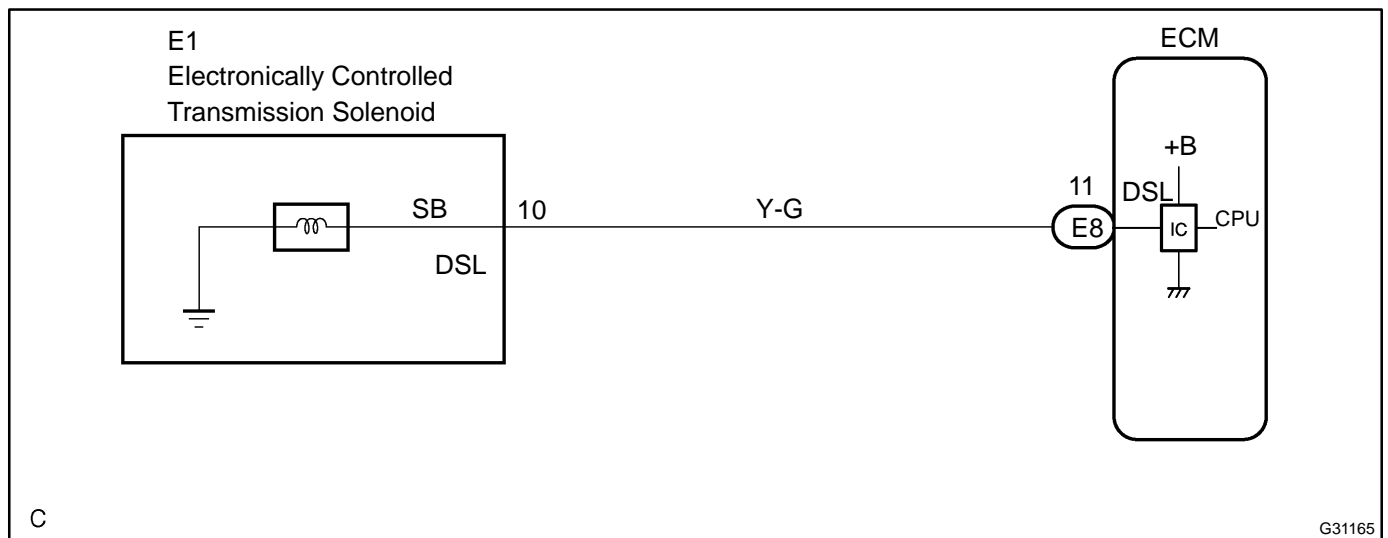 E1
Electronically Controlled
Transmission Solenoid
ECM
+B
11
DSL
SB
10
Y-G
E8
IC
CPU
DSL
C
G31165